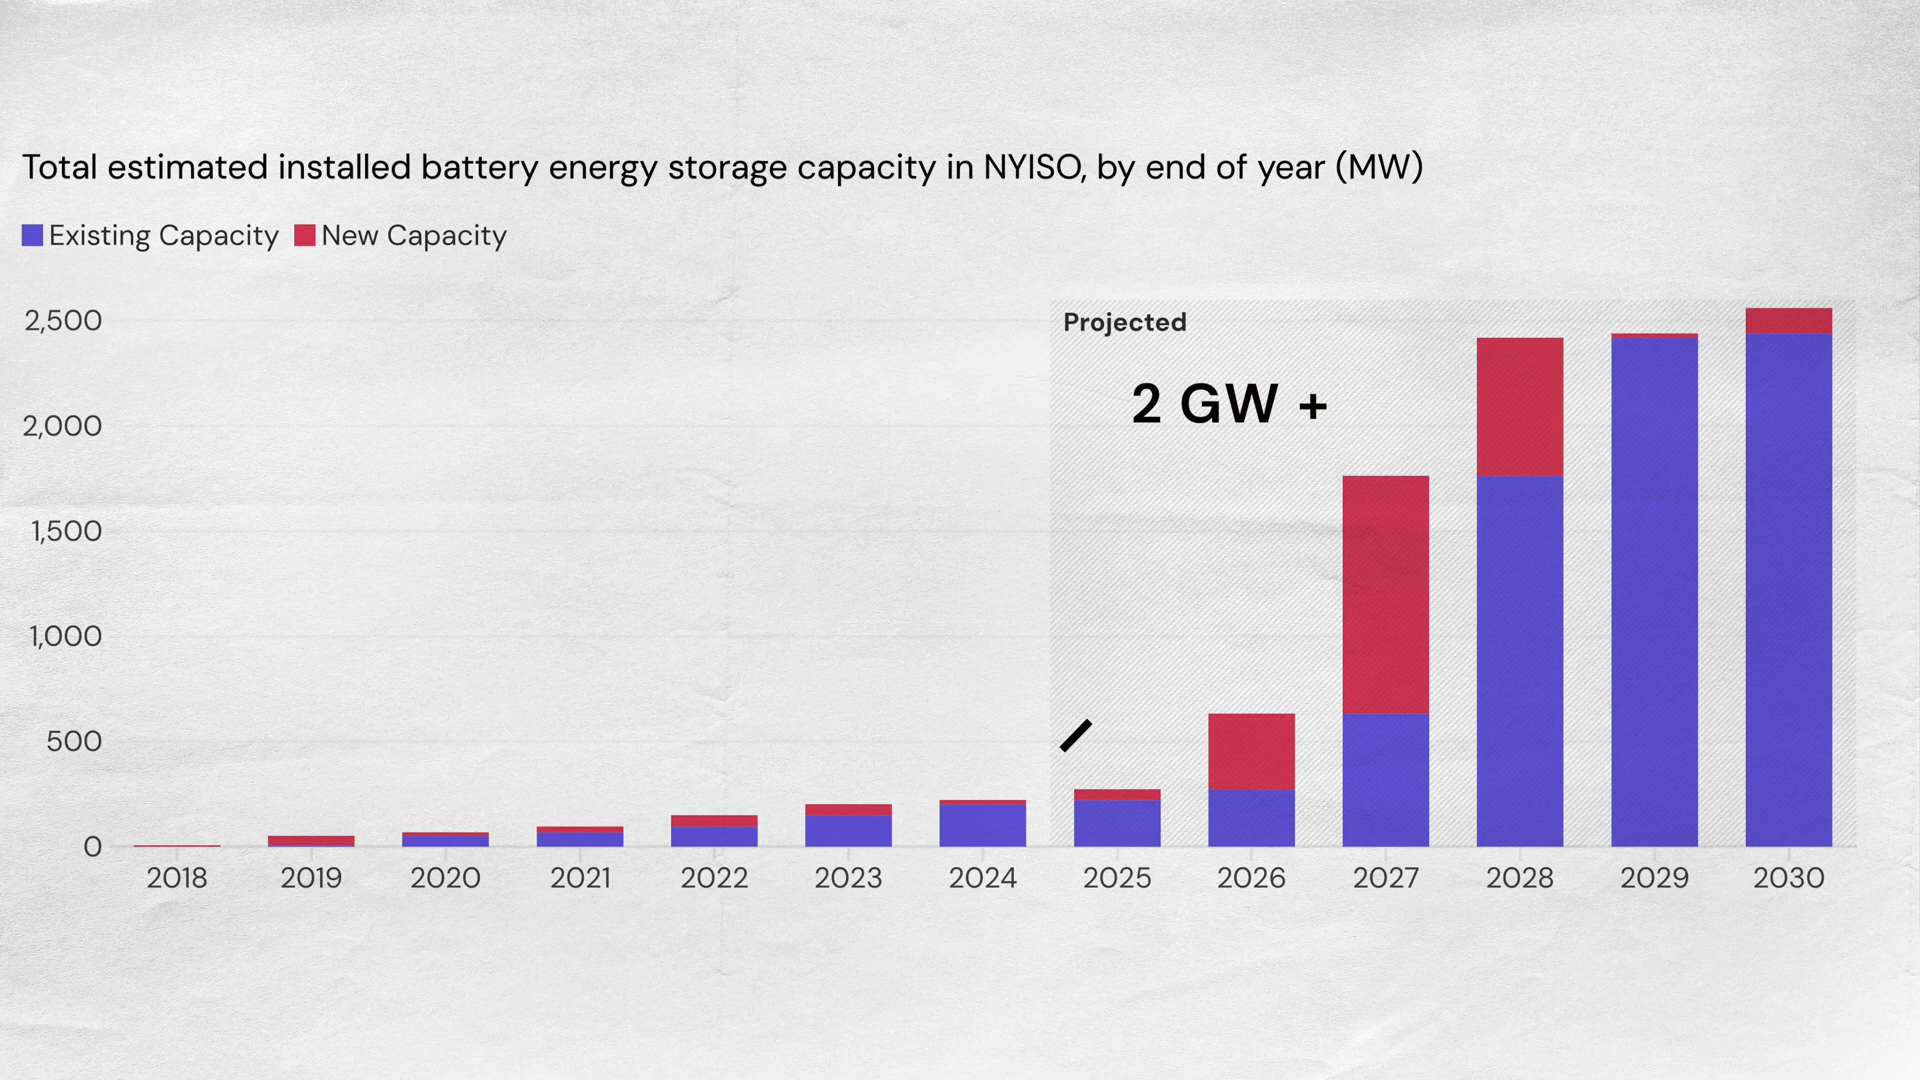 Total estimated installed battery energy storage capacity in NYISO, by end of year (MW)
Existing Capacity New Capacity
2,500
Projected
2 GW +
2,000
1,500
1,000
500
0
2018 2019 2020 2021 2022 2023 2024 2025 2026 2027 2028 2029 2030